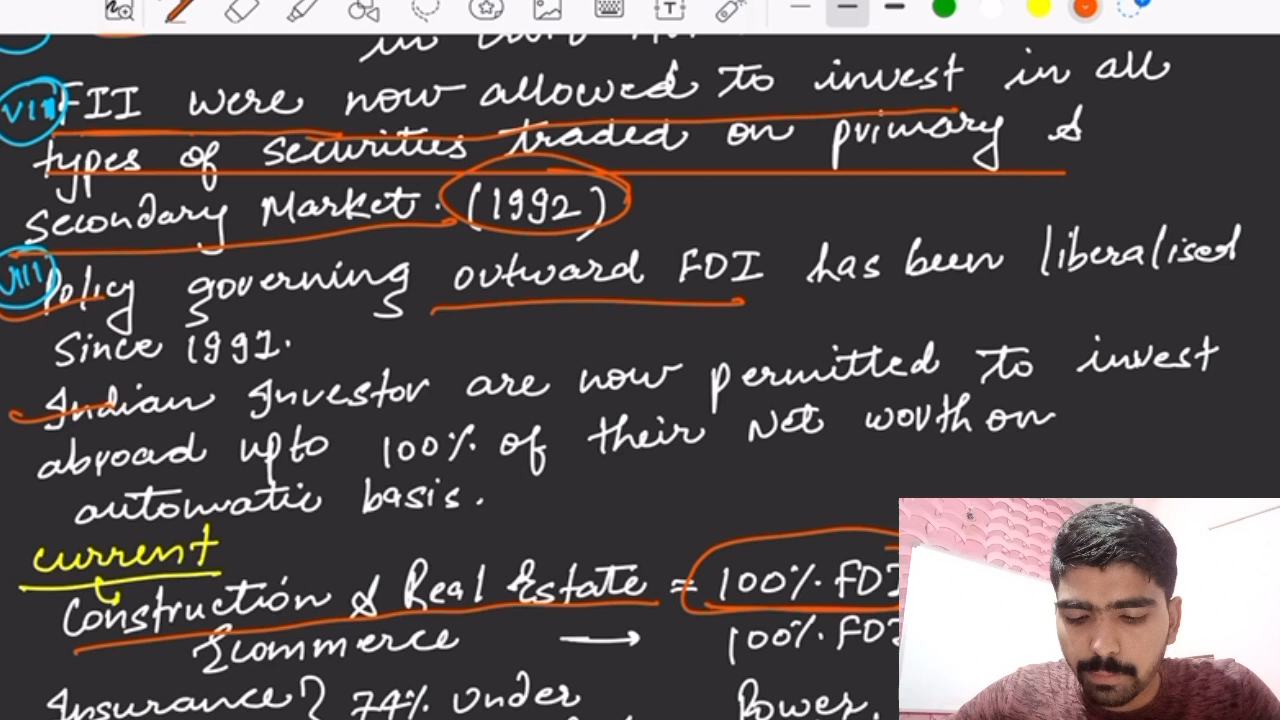 VII FII were now allowed to invest in all
types of securities traded on primary &
secondary Market. (1992)
VIII Policy governing outward FDI has been liberalised
Since 1991.
Indian Investor are now permitted to invest
abroad upto 100% of their Net worth on
automatic basis.
current
Construction & Real Estate = 100% FDI
Ecommerce → 100% FDI
Insurance } 74% under Power,